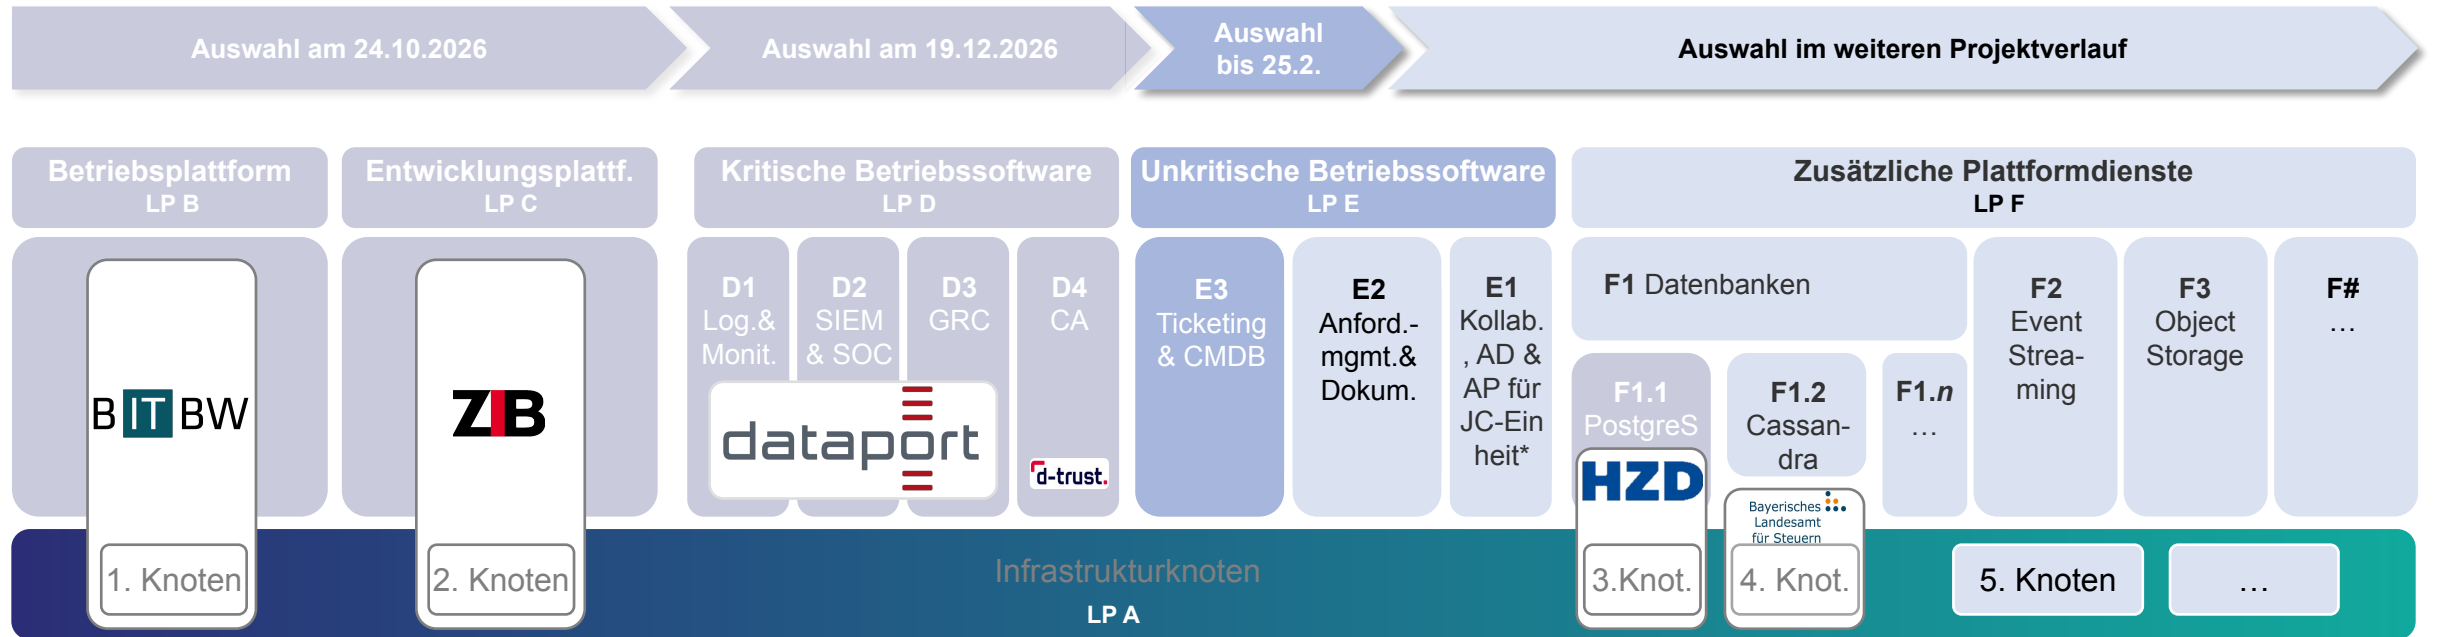 Auswahl am 24.10.2026
Auswahl am 19.12.2026
Auswahl
bis 25.2.
Auswahl im weiteren Projektverlauf
Betriebsplattform
LP B
Entwicklungsplattf.
LP C
Kritische Betriebssoftware
LP D
Unkritische Betriebssoftware
LP E
Zusätzliche Plattformdienste
LP F
BITBW
ZIB
D1
Log.&
Monit.
D2
SIEM
& SOC
D3
GRC
D4
CA
dataport
d-trust.
E3
Ticketing
& CMDB
E2
Anford.-
mgmt.&
Dokum.
E1
Kollab.
, AD &
AP für
JC-Ein
heit*
F1 Datenbanken
F1.1
PostgreS
HZD
F1.2
Cassan-
dra
Bayerisches
Landesamt
für Steuern
F1.n
…
F2
Event
Strea-
ming
F3
Object
Storage
F#
…
1. Knoten
2. Knoten
Infrastrukturknoten
LP A
3.Knot.
4. Knot.
5. Knoten
…